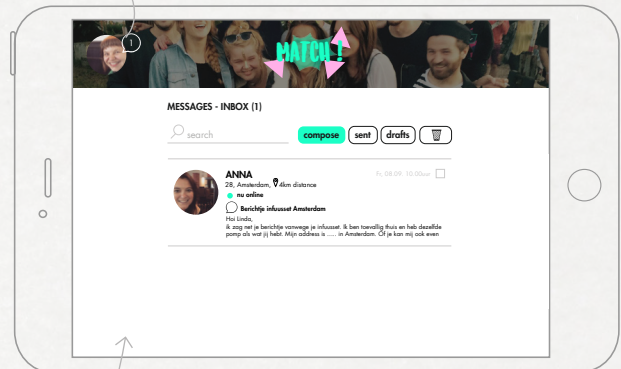 1
MATCH!
MESSAGES - INBOX (1)
search
compose
sent
drafts
ANNA
Fr, 08.09 10.00uur
28, Amsterdam, 4km distance
nu online
Berichtje infuusset Amsterdam
Hoi Linda,
ik zag net je berichtje vanwege je infuusset. Ik ben toevallig thuis en heb dezelfde
pomp als wat jij hebt. Mijn address is ..... in Amsterdam. Of je kan mij ook even